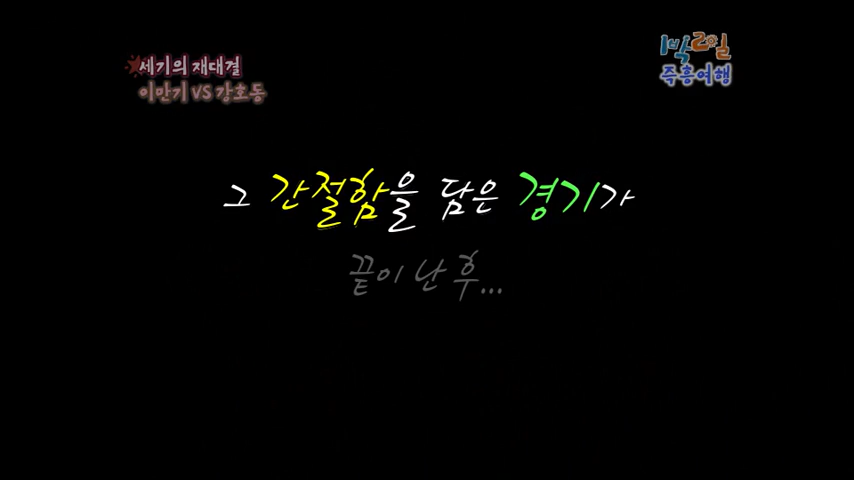 세기의 재대결
이만기 VS 강호동
1박2일
즉흥여행
그 간절함을 담은 경기가
끝이 난 후...